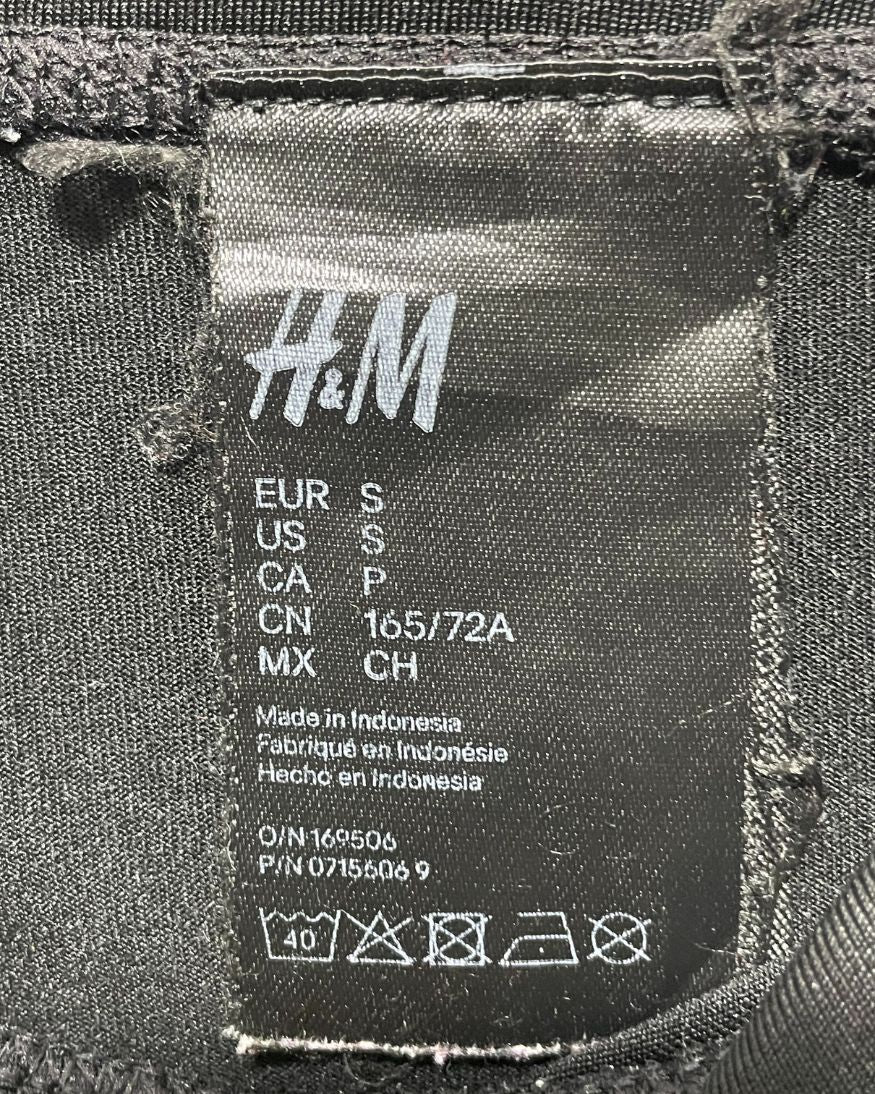 H&M
EUR S
US S
CA P
CN 165/72A
MX CH
Made in Indonesia
Fabriqué en Indonésie
Hecho en Indonesia
O/N 169506
P/N 0715606 9
40